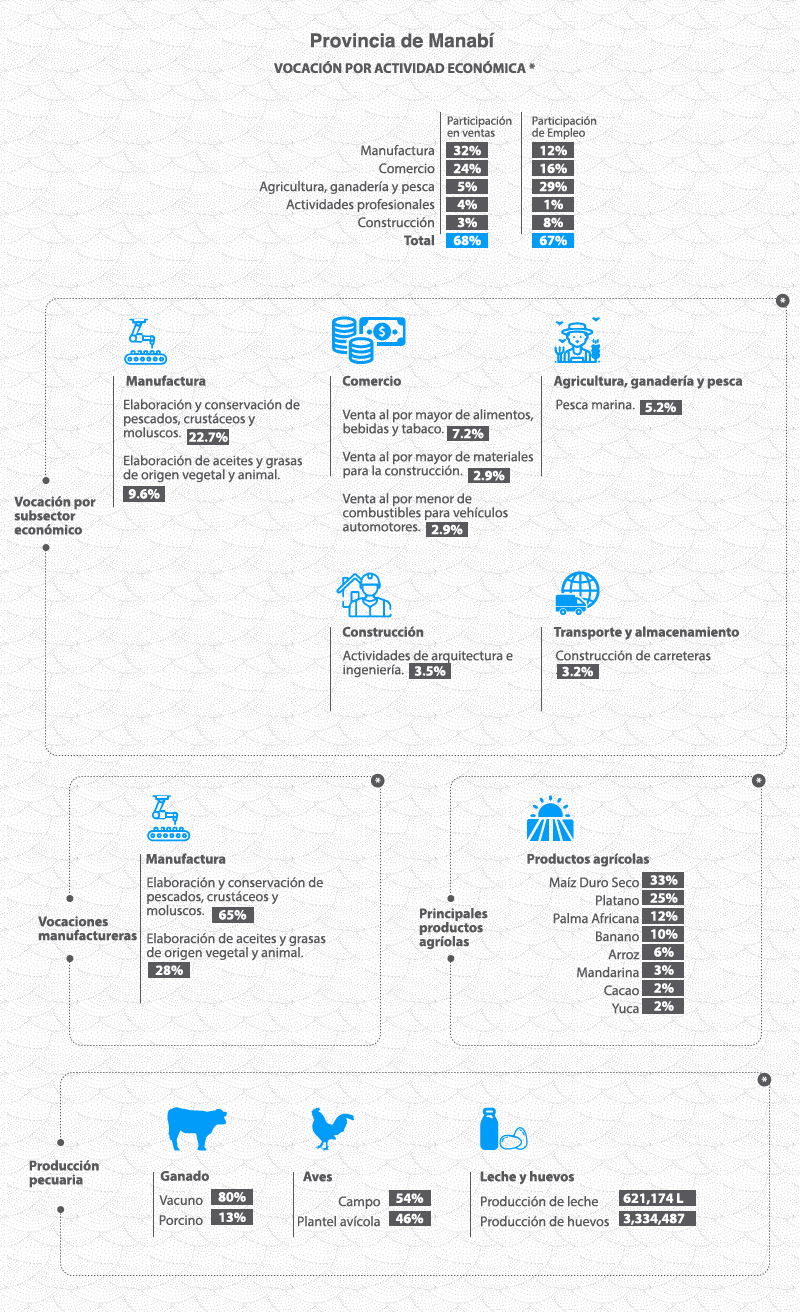 Provincia de Manabí
VOCACIÓN POR ACTIVIDAD ECONÓMICA *
Participación
en ventas
Participación
de Empleo
Manufactura 32% 12%
Comercio 24% 16%
Agricultura, ganadería y pesca 5% 29%
Actividades profesionales 4% 1%
Construcción 3% 8%
Total 68% 67%
*
Vocación por
subsector
económico
Manufactura
Elaboración y conservación de
pescados, crustáceos y
moluscos. 22.7%
Elaboración de aceites y grasas
de origen vegetal y animal.
9.6%
Comercio
Venta al por mayor de alimentos,
bebidas y tabaco. 7.2%
Venta al por mayor de materiales
para la construcción. 2.9%
Venta al por menor de
combustibles para vehículos
automotores. 2.9%
Agricultura, ganadería y pesca
Pesca marina. 5.2%
Construcción
Actividades de arquitectura e
ingeniería. 3.5%
Transporte y almacenamiento
Construcción de carreteras
3.2%
*
Vocaciones
manufactureras
Manufactura
Elaboración y conservación de
pescados, crustáceos y
moluscos. 65%
Elaboración de aceites y grasas
de origen vegetal y animal.
28%
*
Principales
productos
agríolas
Productos agrícolas
Maíz Duro Seco 33%
Platano 25%
Palma Africana 12%
Banano 10%
Arroz 6%
Mandarina 3%
Cacao 2%
Yuca 2%
*
Producción
pecuaria
Ganado
Vacuno 80%
Porcino 13%
Aves
Campo 54%
Plantel avícola 46%
Leche y huevos
Producción de leche 621,174 L
Producción de huevos 3,334,487